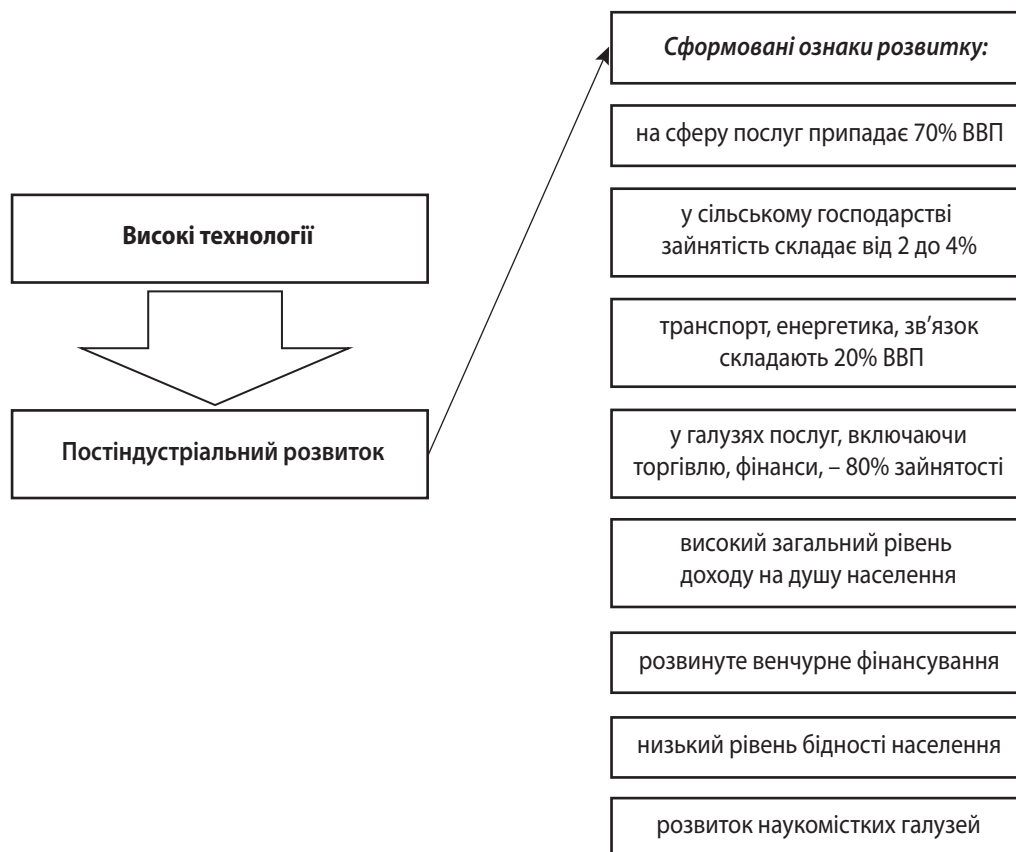 Високі технології
Постіндустріальний розвиток
Сформовані ознаки розвитку:
на сферу послуг припадає 70% ВВП
у сільському господарстві
зайнятість складає від 2 до 4%
транспорт, енергетика, зв’язок
складають 20% ВВП
у галузях послуг, включаючи
торгівлю, фінанси, – 80% зайнятості
високий загальний рівень
доходу на душу населення
розвинуте венчурне фінансування
низький рівень бідності населення
розвиток наукомістких галузей